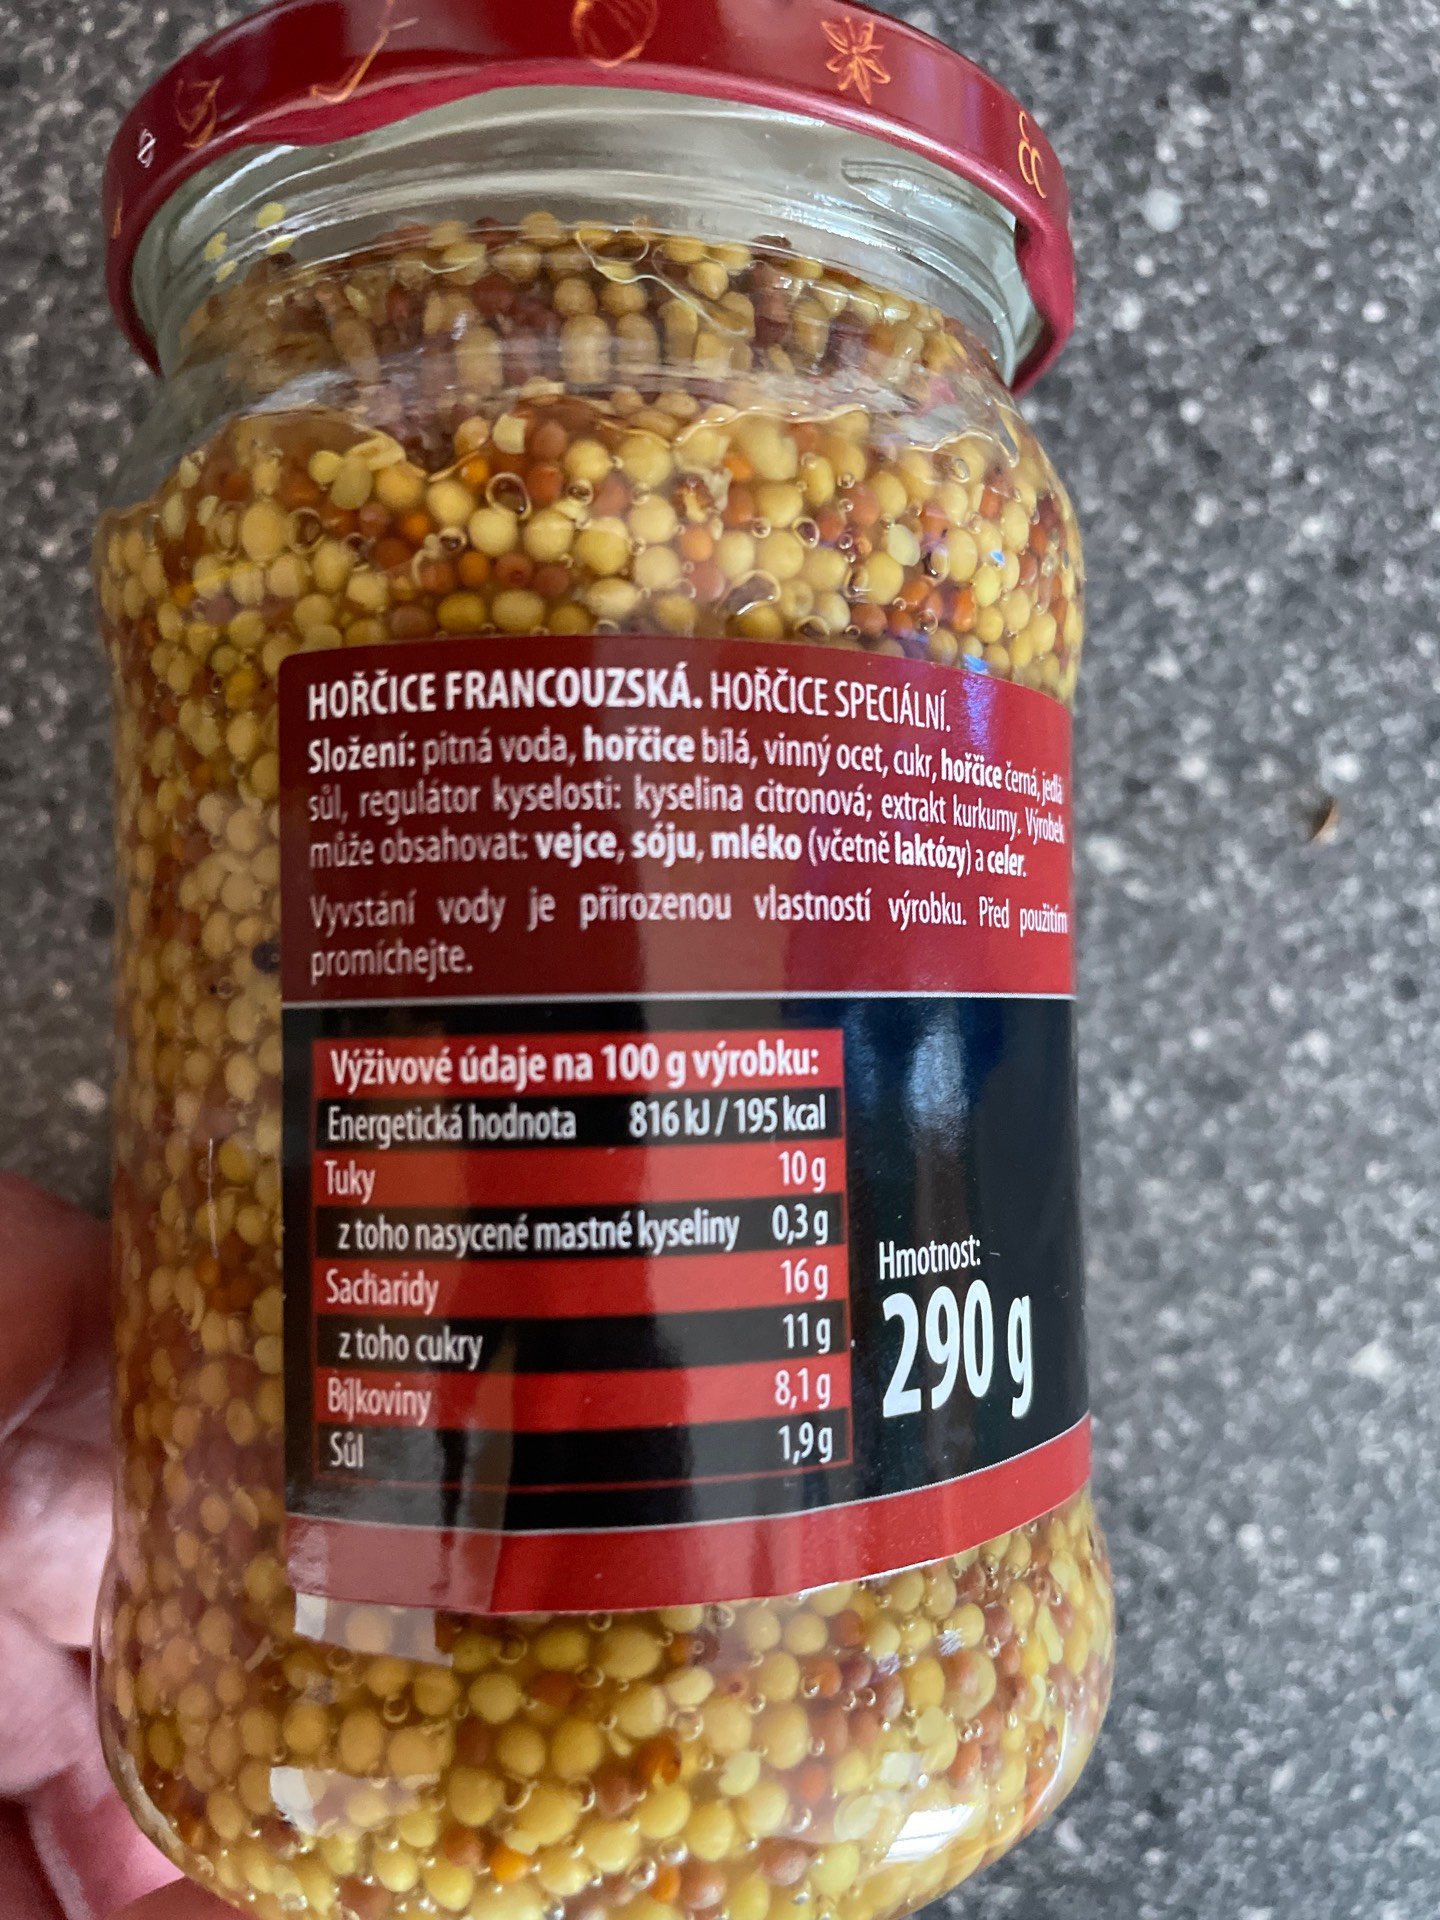 HOŘČICE FRANCOUZSKÁ. HOŘČICE SPECIÁLNÍ.
Složení: pitná voda, hořčice bílá, vinný ocet, cukr, hořčice černá, jedlá
sůl, regulátor kyselosti: kyselina citronová; extrakt kurkumy. Výrobek
může obsahovat: vejce, sóju, mléko (včetně laktózy) a celer.
Vyvstání vody je přirozenou vlastností výrobku. Před použitím
promíchejte.
Výživové údaje na 100 g výrobku:
Energetická hodnota 816 kJ / 195 kcal
Tuky 10 g
z toho nasycené mastné kyseliny 0,3 g
Sacharidy 16 g
z toho cukry 11 g
Bílkoviny 8,1 g
Sůl 1,9 g
Hmotnost:
290 g